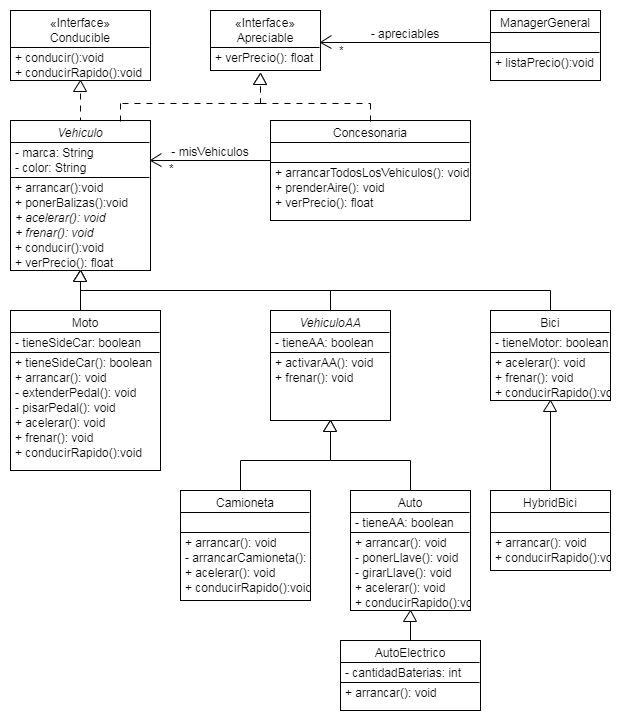 «Interface»
Conducible
+ conducir():void
+ conducirRapido():void
«Interface»
Apreciable
+ verPrecio(): float
- apreciables
*
ManagerGeneral
+ listaPrecio():void
Vehiculo
- marca: String
- color: String
+ arrancar():void
+ ponerBalizas():void
+ acelerar(): void
+ frenar(): void
+ conducir():void
+ verPrecio(): float
- misVehiculos
*
Concesonaria
+ arrancarTodosLosVehiculos(): void
+ prenderAire(): void
+ verPrecio(): float
Moto
- tieneSideCar: boolean
+ tieneSideCar(): boolean
+ arrancar(): void
- extenderPedal(): void
- pisarPedal(): void
+ acelerar(): void
+ frenar(): void
+ conducirRapido():void
VehiculoAA
- tieneAA: boolean
+ activarAA(): void
+ frenar(): void
Bici
- tieneMotor: boolean
+ acelerar(): void
+ frenar(): void
+ conducirRapido():vo
Camioneta
+ arrancar(): void
- arrancarCamioneta():
+ acelerar(): void
+ conducirRapido():void
Auto
- tieneAA: boolean
+ arrancar(): void
- ponerLlave(): void
- girarLlave(): void
+ acelerar(): void
+ conducirRapido():vo
HybridBici
+ arrancar(): void
+ conducirRapido():vo
AutoElectrico
- cantidadBaterias: int
+ arrancar(): void